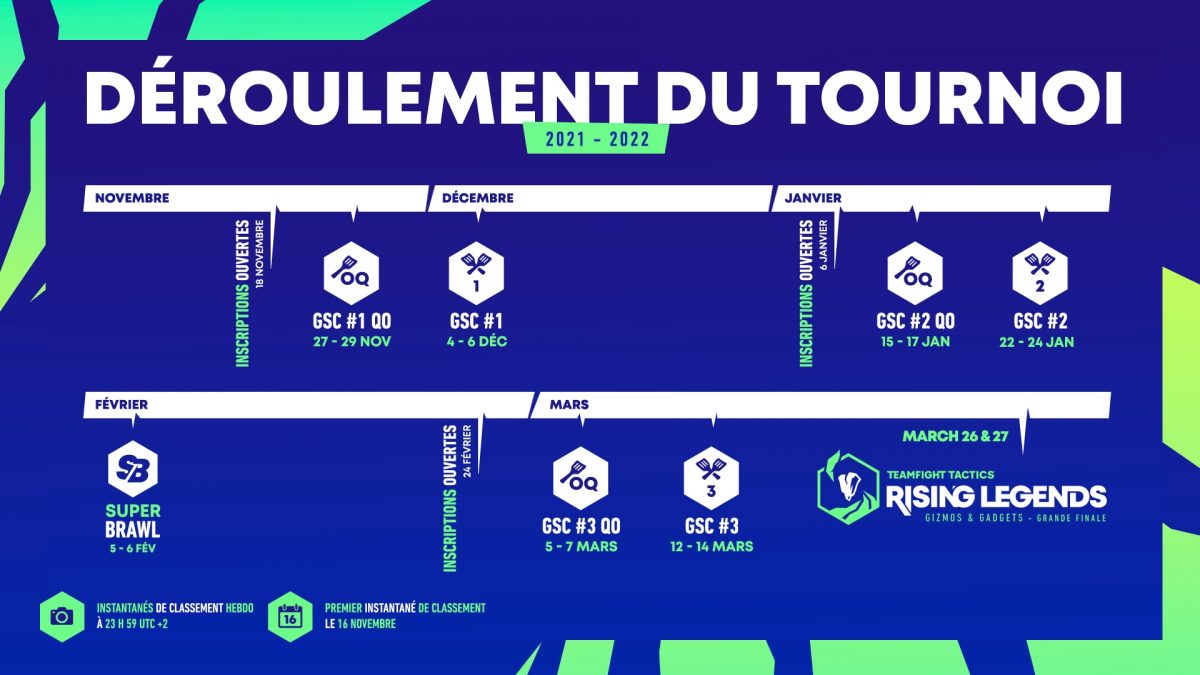 DÉROULEMENT DU TOURNOI
2021 - 2022
NOVEMBRE
DÉCEMBRE
JANVIER
INSCRIPTIONS OUVERTES
18 NOVEMBRE
OQ
GSC #1 QO
27 - 29 NOV
1
GSC #1
4 - 6 DÉC
INSCRIPTIONS OUVERTES
6 JANVIER
OQ
GSC #2 QO
15 - 17 JAN
2
GSC #2
22 - 24 JAN
FÉVRIER
MARS
SB
SUPER
BRAWL
5 - 6 FÉV
INSCRIPTIONS OUVERTES
24 FÉVRIER
OQ
GSC #3 QO
5 - 7 MARS
3
GSC #3
12 - 14 MARS
MARCH 26 & 27
TEAMFIGHT TACTICS
RISING LEGENDS
GIZMOS & GADGETS - GRANDE FINALE
INSTANTANÉS DE CLASSEMENT HEBDO
À 23 H 59 UTC +2
16
PREMIER INSTANTANÉ DE CLASSEMENT
LE 16 NOVEMBRE